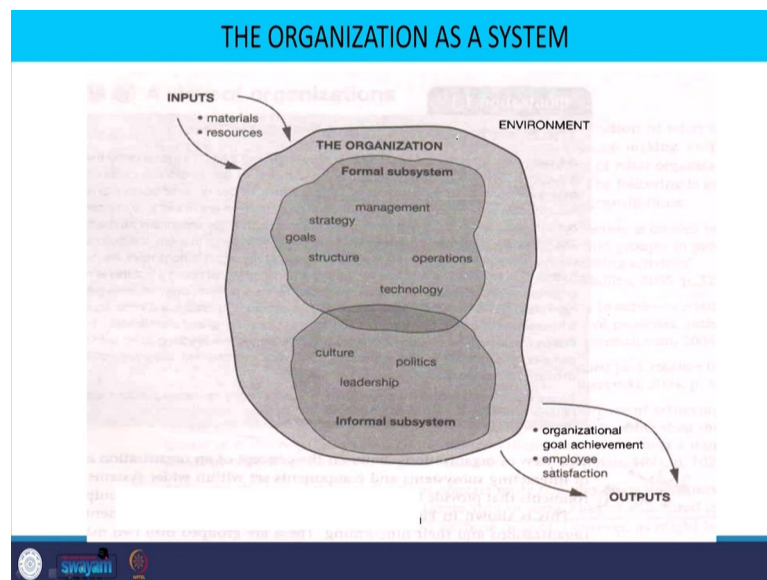 THE ORGANIZATION AS A SYSTEM
INPUTS
• materials
• resources
ENVIRONMENT
THE ORGANIZATION
Formal subsystem
management
strategy
goals
structure
operations
technology
culture
politics
leadership
Informal subsystem
• organizational
goal achievement
• employee
satisfaction
OUTPUTS
swayam